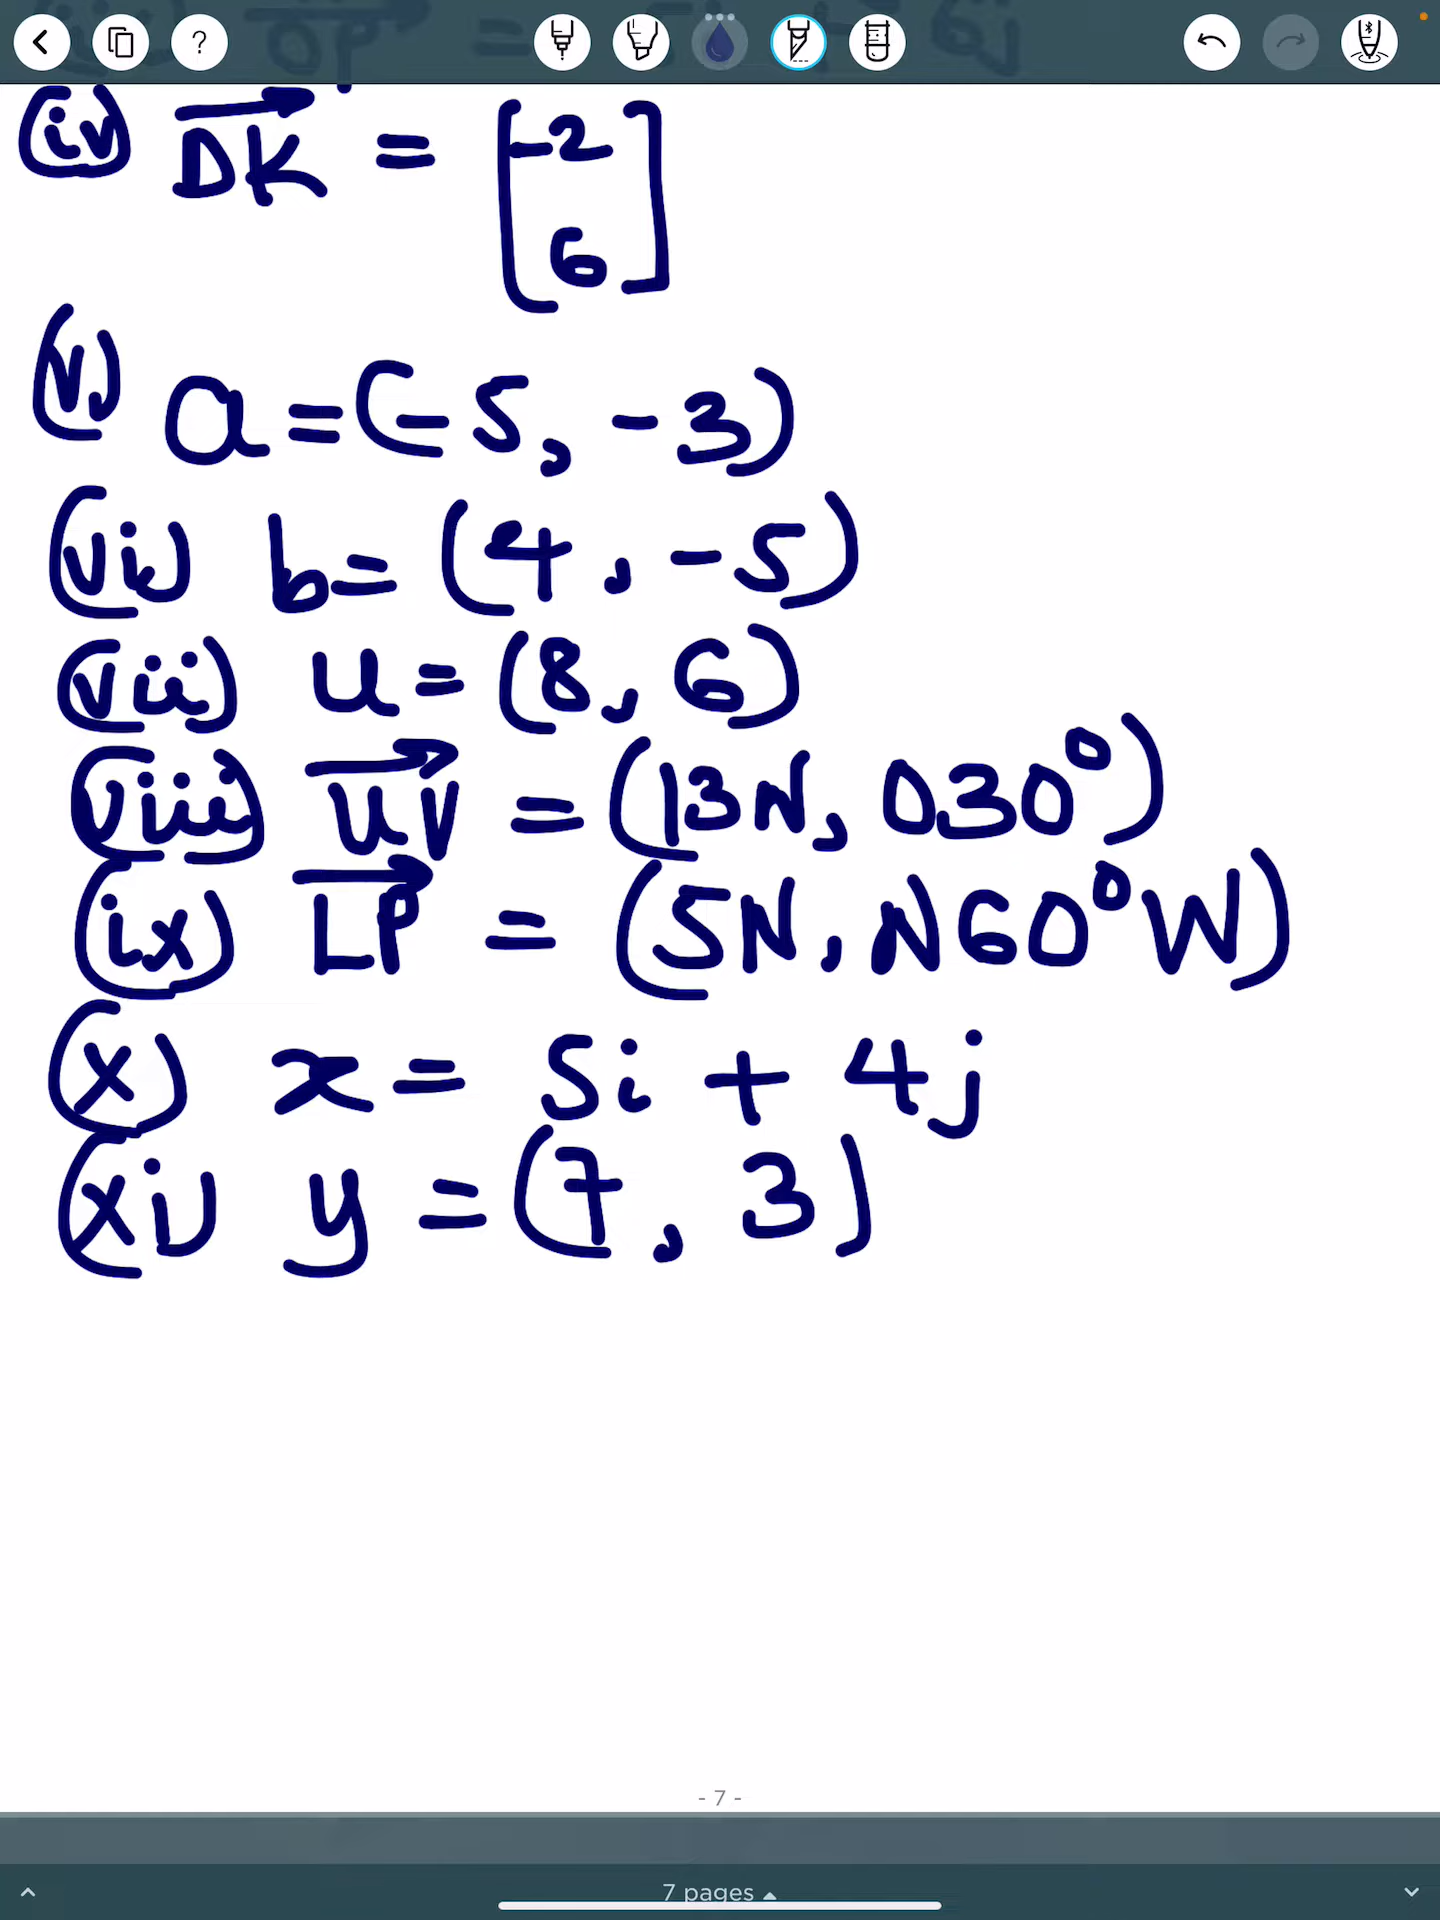 ?
(iv) DK = [-2
6]
(v) a=(-5, -3)
(vi) b=(4, -5)
(vii) u=(8, 6)
(viii) UV = (13N, 030°)
(ix) LP = (5N, N60°W)
(x) x= 5i + 4j
(xi) y =(7, 3)
- 7 -
7 pages